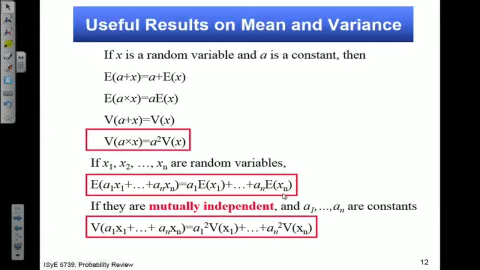 Useful Results on Mean and Variance
If x is a random variable and a is a constant, then
E(a+x)=a+E(x)
E(a×x)=aE(x)
V(a+x)=V(x)
V(a×x)=a²V(x)
If x₁, x₂, …, xₙ are random variables,
E(a₁x₁+…+aₙxₙ)=a₁E(x₁)+…+aₙE(xₙ)
If they are mutually independent, and a₁,…,aₙ are constants
V(a₁x₁+…+ aₙxₙ)=a₁²V(x₁)+…+aₙ²V(xₙ)
ISyE 6739, Probability Review
12